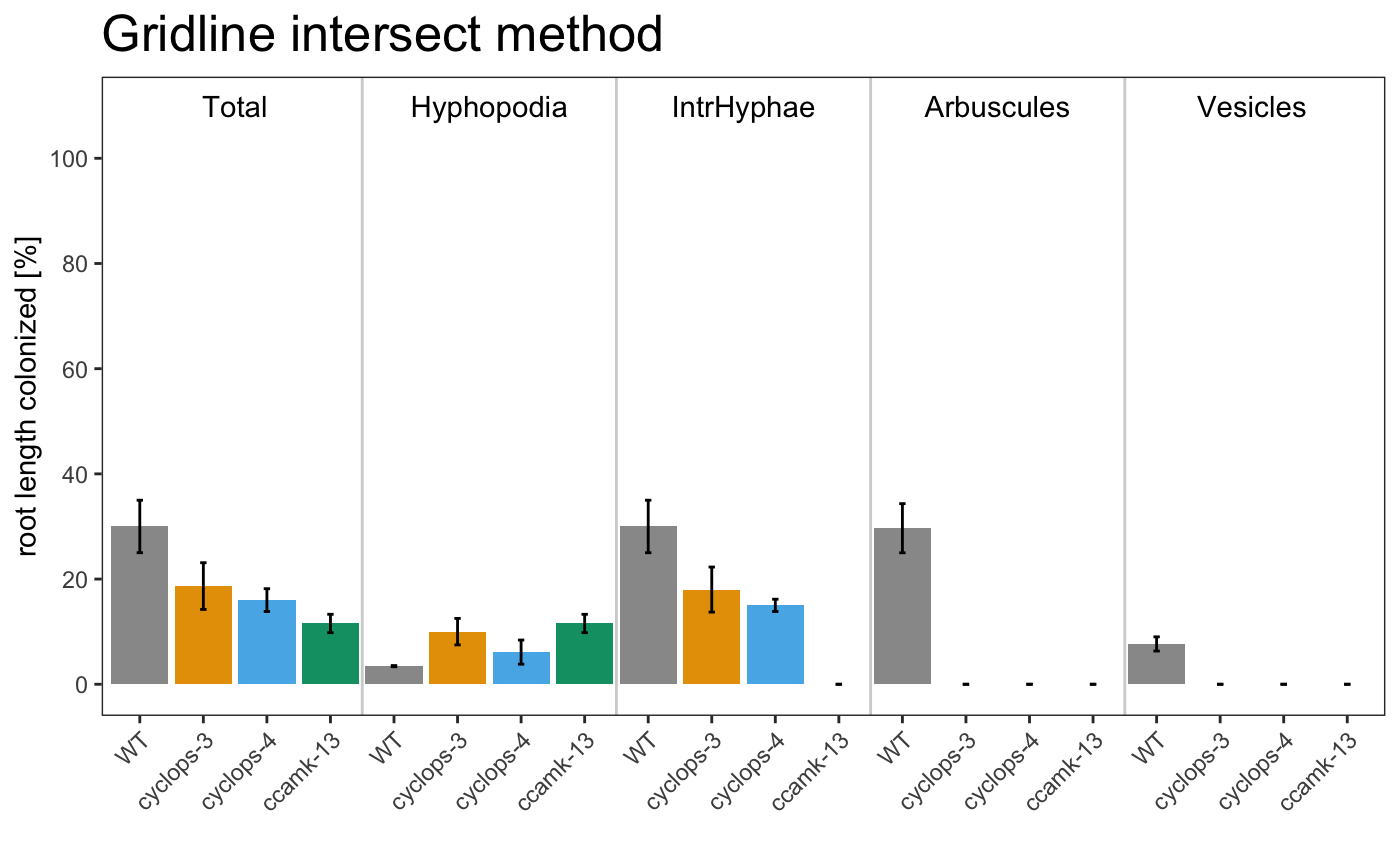 Gridline intersect method
Total Hyphopodia IntrHyphae Arbuscules Vesicles
root length colonized [%]
100
80
60
40
20
0
WT cyclops-3 cyclops-4 ccamk-13 WT cyclops-3 cyclops-4 ccamk-13 WT cyclops-3 cyclops-4 ccamk-13 WT cyclops-3 cyclops-4 ccamk-13 WT cyclops-3 cyclops-4 ccamk-13